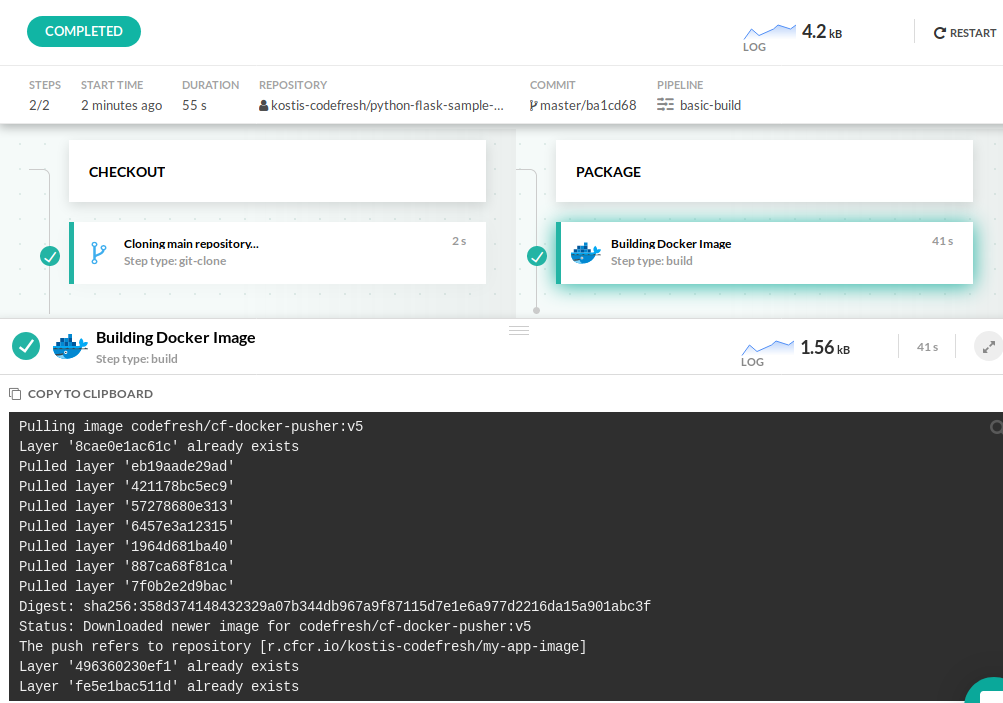 COMPLETED
LOG 4.2 kB
RESTART
STEPS START TIME DURATION REPOSITORY COMMIT PIPELINE
2/2 2 minutes ago 55 s kostis-codefresh/python-flask-sample-... master/ba1cd68 basic-build
CHECKOUT PACKAGE
Cloning main repository... 2 s
Step type: git-clone
Building Docker Image 41 s
Step type: build
Building Docker Image
Step type: build
LOG 1.56 kB 41 s
COPY TO CLIPBOARD
Pulling image codefresh/cf-docker-pusher:v5
Layer '8cae0e1ac61c' already exists
Pulled layer 'eb19aade29ad'
Pulled layer '421178bc5ec9'
Pulled layer '57278680e313'
Pulled layer '6457e3a12315'
Pulled layer '1964d681ba40'
Pulled layer '887ca68f81ca'
Pulled layer '7f0b2e2d9bac'
Digest: sha256:358d374148432329a07b344db967a9f87115d7e1e6a977d2216da15a901abc3f
Status: Downloaded newer image for codefresh/cf-docker-pusher:v5
The push refers to repository [r.cfcr.io/kostis-codefresh/my-app-image]
Layer '496360230ef1' already exists
Layer 'fe5e1bac511d' already exists